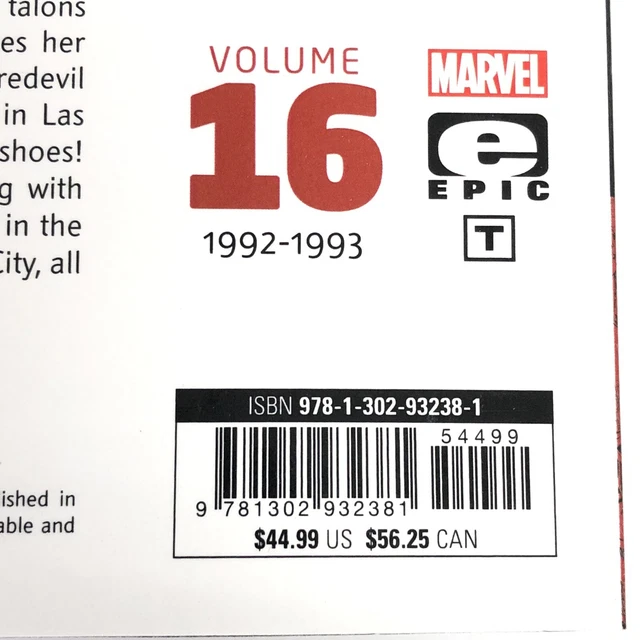 talons
es her
redevil
in Las
shoes!
g with
in the
City, all
VOLUME
16
1992-1993
MARVEL
e
EPIC
T
ISBN 978-1-302-93238-1
54499
9 781302 932381
$44.99 US $56.25 CAN
ished in
able and